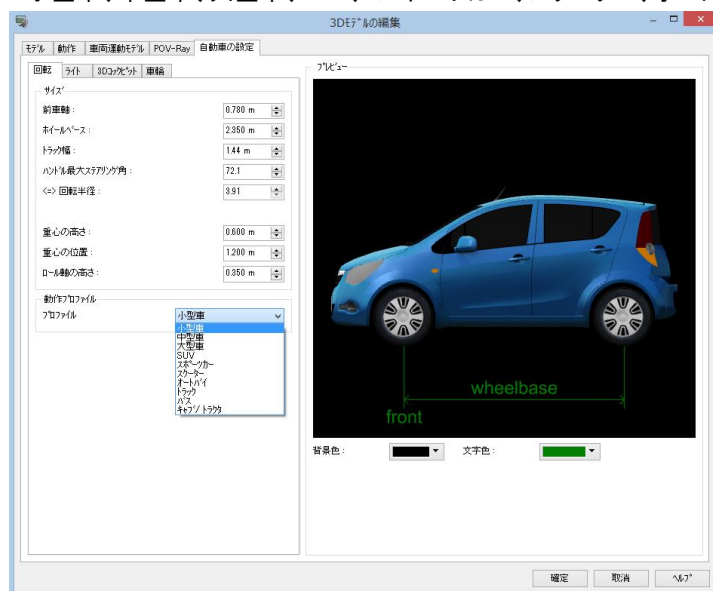 3Dﾓﾃﾞﾙの編集
ﾓﾃﾞﾙ 動作 車両運動ﾓﾃﾞﾙ POV-Ray 自動車の設定
回転 ﾗｲﾄ 3Dｺｯｸﾋﾟｯﾄ 車輪
ｻｲｽﾞ
前車軸 : 0.780 m
ﾎｲｰﾙﾍﾞｰｽ : 2.350 m
ﾄﾗｯｸ幅 : 1.44 m
ﾊﾝﾄﾞﾙ最大ｽﾃｱﾘﾝｸﾞ角 : 72.1
<=> 回転半径 : 3.91
重心の高さ : 0.600 m
重心の位置 : 1.200 m
ﾛｰﾙ軸の高さ : 0.350 m
動作ﾌﾟﾛﾌｧｲﾙ
ﾌﾟﾛﾌｧｲﾙ 小型車
小型車
中型車
大型車
SUV
ｽﾎﾟｰﾂｶｰ
ｽｸｰﾀｰ
ｵｰﾄﾊﾞｲ
ﾄﾗｯｸ
ﾊﾞｽ
ｷｬﾌﾞｿﾞﾄﾗｸﾀ
ﾌﾟﾚﾋﾞｭｰ
wheelbase
front
背景色 : 文字色 :
確定 取消 ﾍﾙﾌﾟ